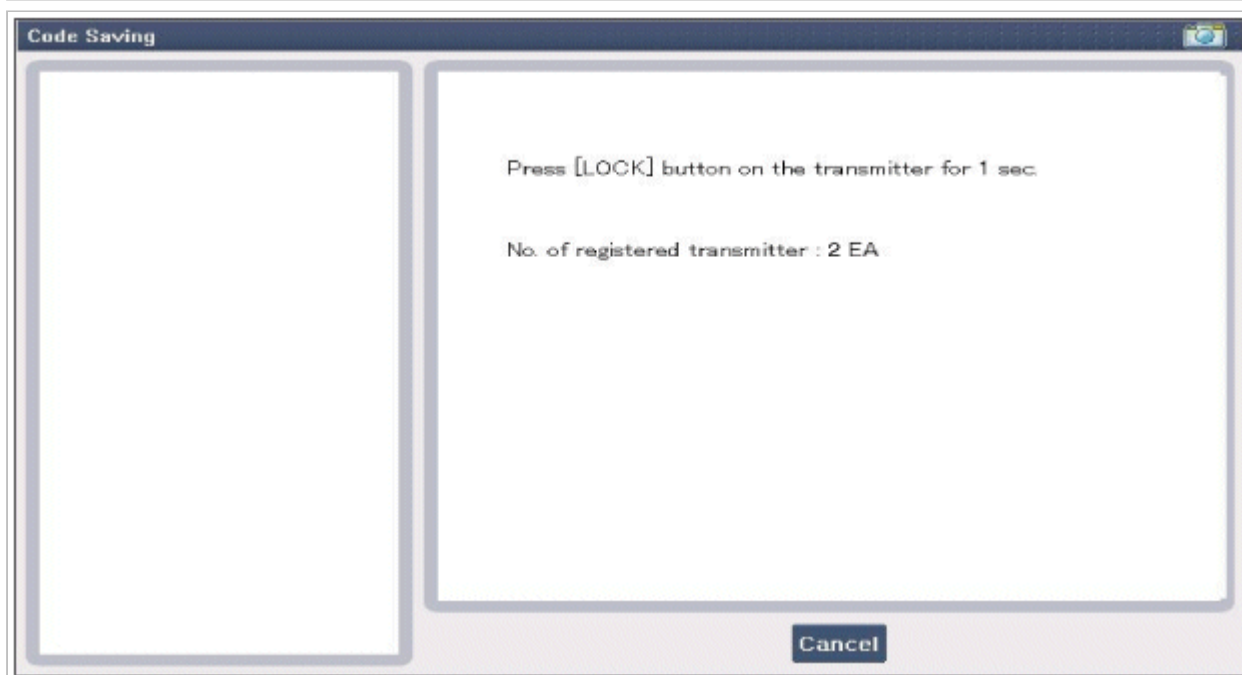 Code Saving
Press [LOCK] button on the transmitter for 1 sec.
No. of registered transmitter : 2 EA
Cancel